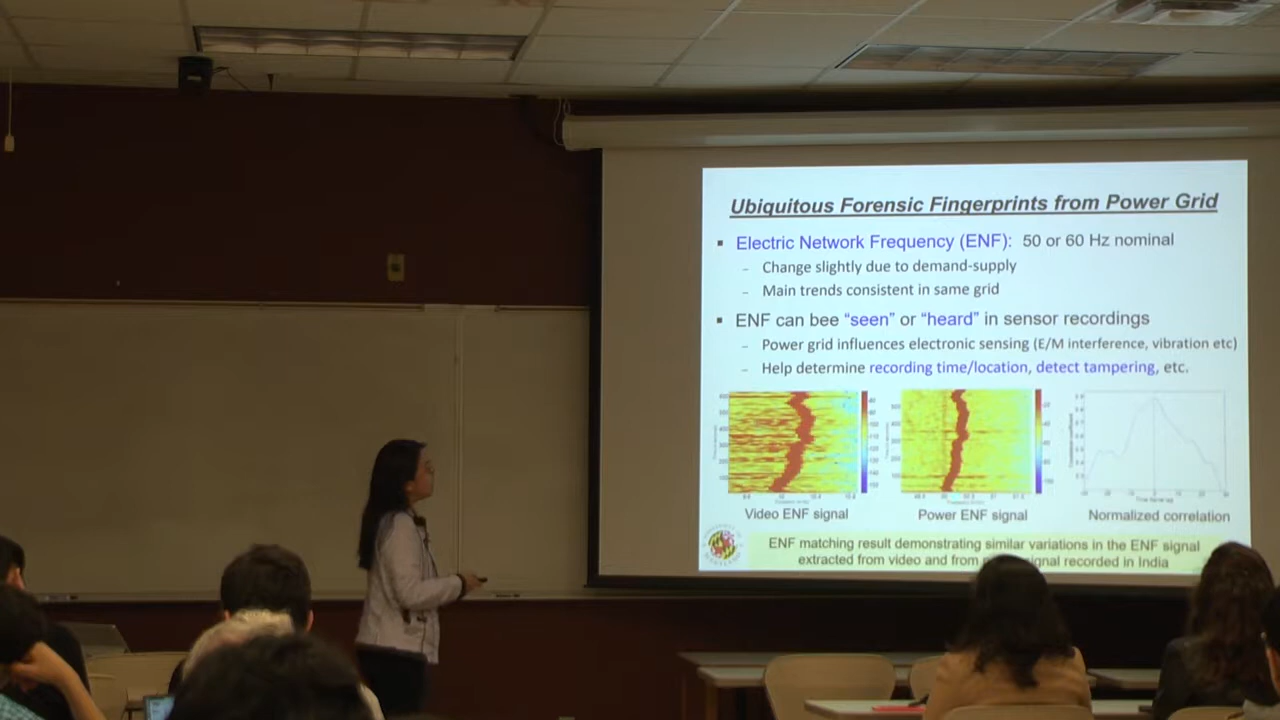 Ubiquitous Forensic Fingerprints from Power Grid
▪ Electric Network Frequency (ENF): 50 or 60 Hz nominal
– Change slightly due to demand-supply
– Main trends consistent in same grid
▪ ENF can bee “seen” or “heard” in sensor recordings
– Power grid influences electronic sensing (E/M interference, vibration etc)
– Help determine recording time/location, detect tampering, etc.
Video ENF signal
Power ENF signal
Normalized correlation
ENF matching result demonstrating similar variations in the ENF signal
extracted from video and from signal recorded in India